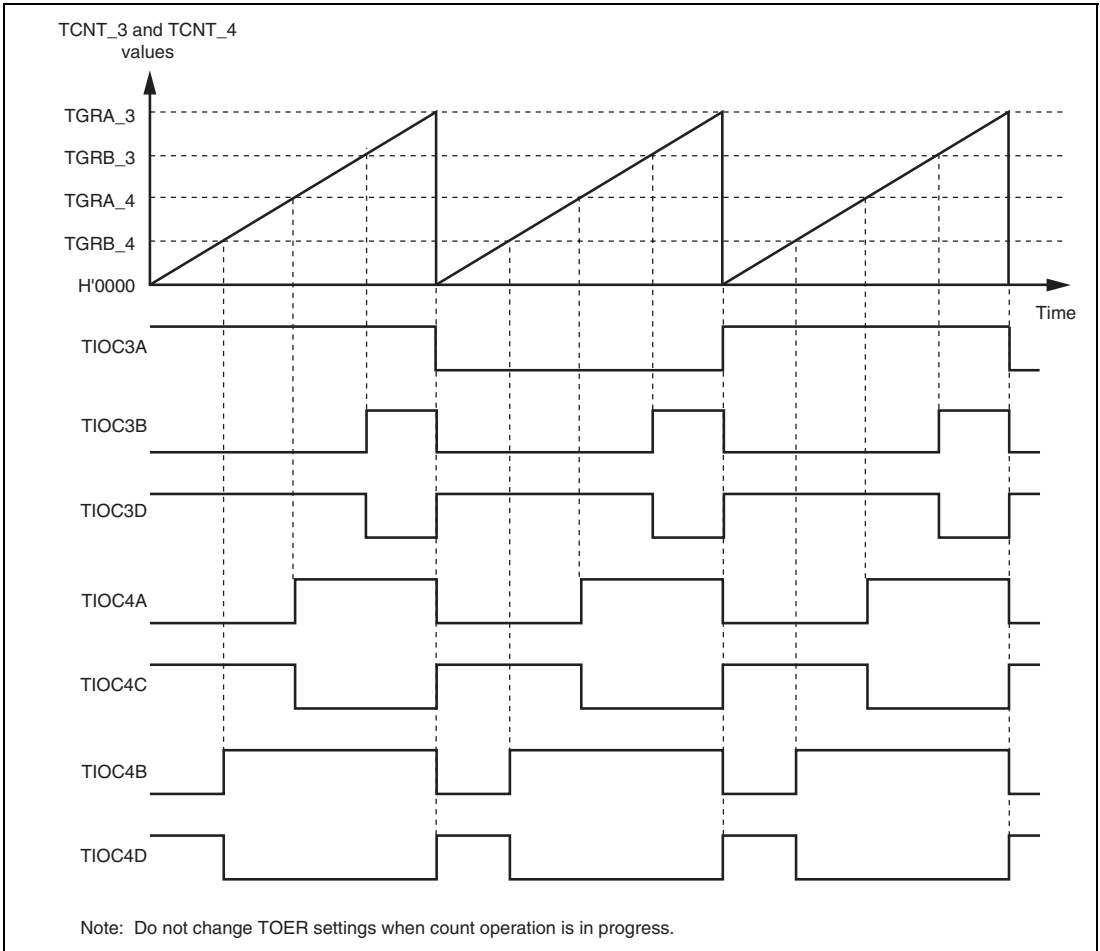 TCNT_3 and TCNT_4
values
TGRA_3
TGRB_3
TGRA_4
TGRB_4
H'0000
Time
TIOC3A
TIOC3B
TIOC3D
TIOC4A
TIOC4C
TIOC4B
TIOC4D
Note: Do not change TOER settings when count operation is in progress.